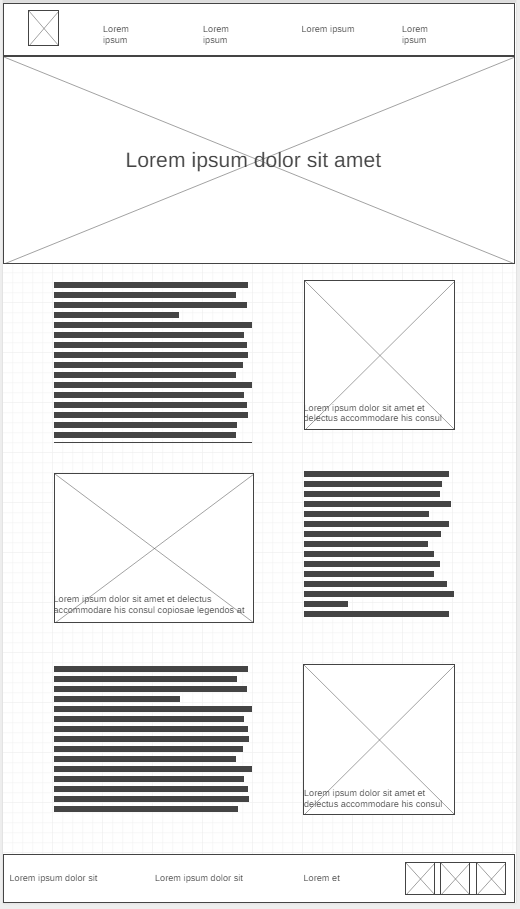 Lorem
ipsum
Lorem
ipsum
Lorem ipsum
Lorem
ipsum
Lorem ipsum dolor sit amet
Lorem ipsum dolor sit amet et
delectus accommodare his consul
Lorem ipsum dolor sit amet et delectus
accommodare his consul copiosae legendos at
Lorem ipsum dolor sit amet et
delectus accommodare his consul
Lorem ipsum dolor sit
Lorem ipsum dolor sit
Lorem et